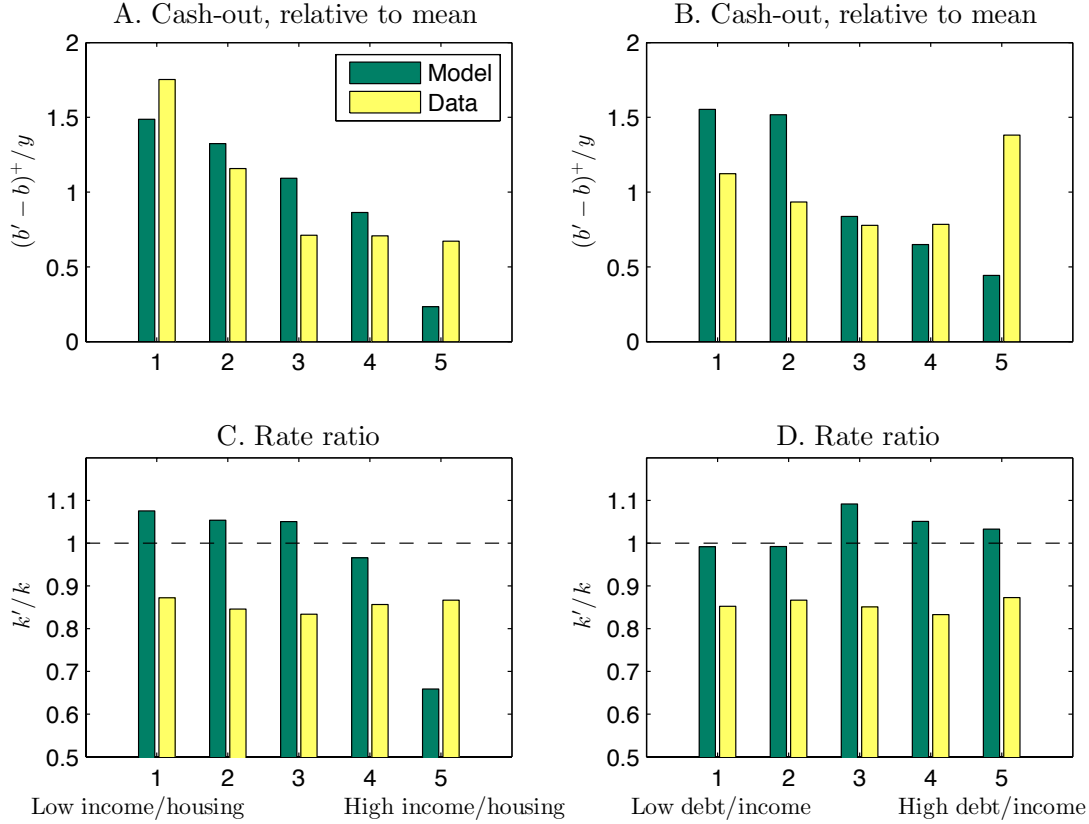 A. Cash-out, relative to mean
2
1.5
1
0.5
0
(b′ − b)⁺/y
Model
Data
1 2 3 4 5
B. Cash-out, relative to mean
2
1.5
1
0.5
0
(b′ − b)⁺/y
1 2 3 4 5
C. Rate ratio
1.1
1
0.9
0.8
0.7
0.6
0.5
k′/k
1 2 3 4 5
Low income/housing High income/housing
D. Rate ratio
1.1
1
0.9
0.8
0.7
0.6
0.5
k′/k
1 2 3 4 5
Low debt/income High debt/income